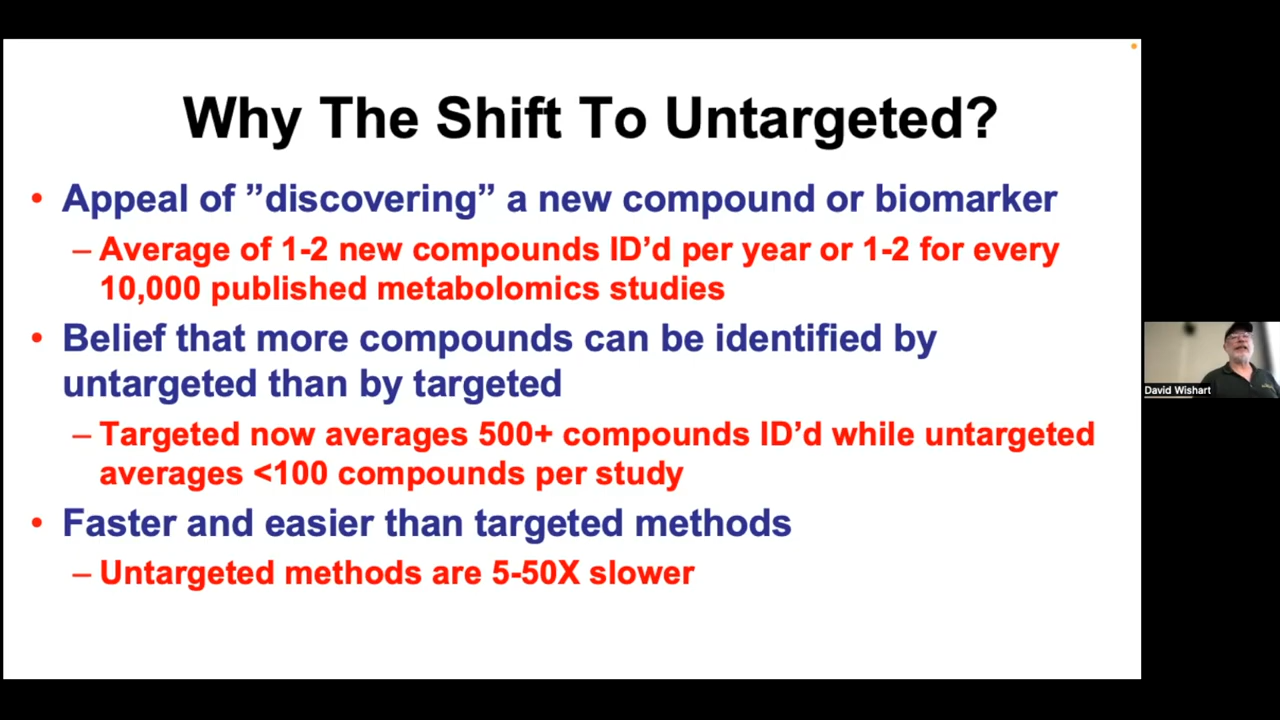 Why The Shift To Untargeted?
• Appeal of ”discovering” a new compound or biomarker
– Average of 1-2 new compounds ID’d per year or 1-2 for every
10,000 published metabolomics studies
• Belief that more compounds can be identified by
untargeted than by targeted
– Targeted now averages 500+ compounds ID’d while untargeted
averages <100 compounds per study
• Faster and easier than targeted methods
– Untargeted methods are 5-50X slower
David Wishart